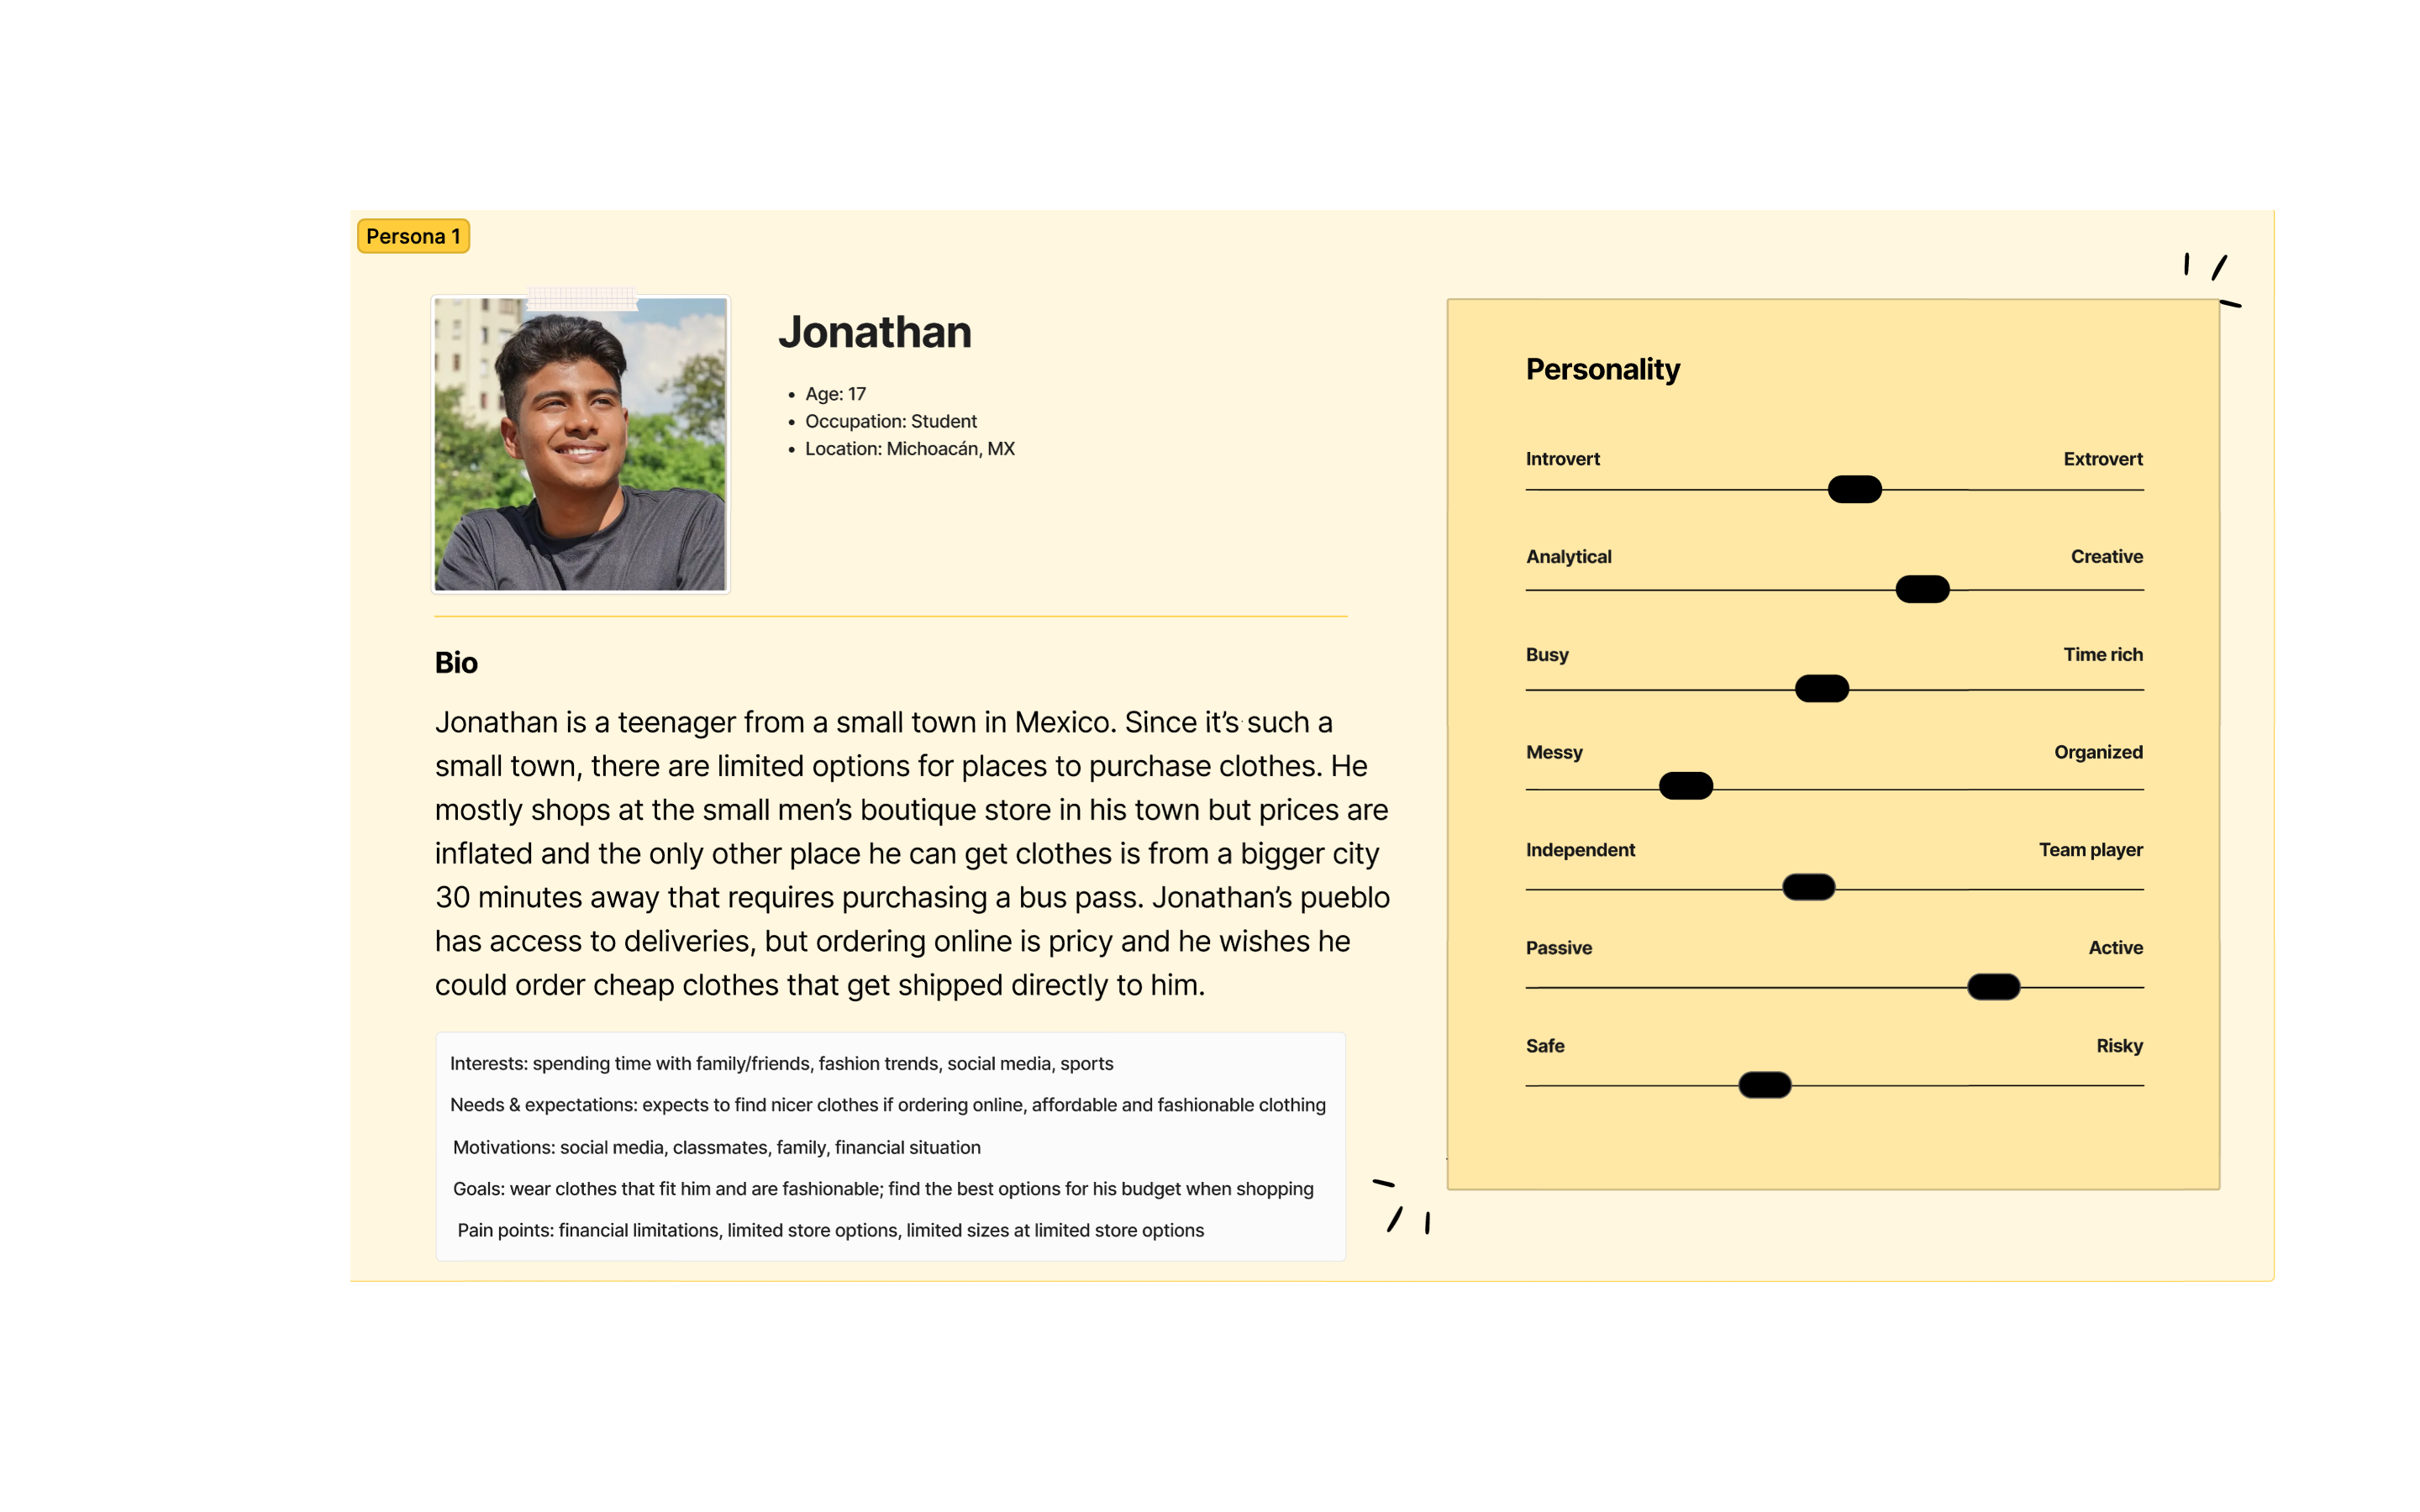 Persona 1
Jonathan
• Age: 17
• Occupation: Student
• Location: Michoacán, MX
Bio
Jonathan is a teenager from a small town in Mexico. Since it’s such a
small town, there are limited options for places to purchase clothes. He
mostly shops at the small men’s boutique store in his town but prices are
inflated and the only other place he can get clothes is from a bigger city
30 minutes away that requires purchasing a bus pass. Jonathan’s pueblo
has access to deliveries, but ordering online is pricy and he wishes he
could order cheap clothes that get shipped directly to him.
Interests: spending time with family/friends, fashion trends, social media, sports
Needs & expectations: expects to find nicer clothes if ordering online, affordable and fashionable clothing
Motivations: social media, classmates, family, financial situation
Goals: wear clothes that fit him and are fashionable; find the best options for his budget when shopping
Pain points: financial limitations, limited store options, limited sizes at limited store options
Personality
Introvert Extrovert
Analytical Creative
Busy Time rich
Messy Organized
Independent Team player
Passive Active
Safe Risky